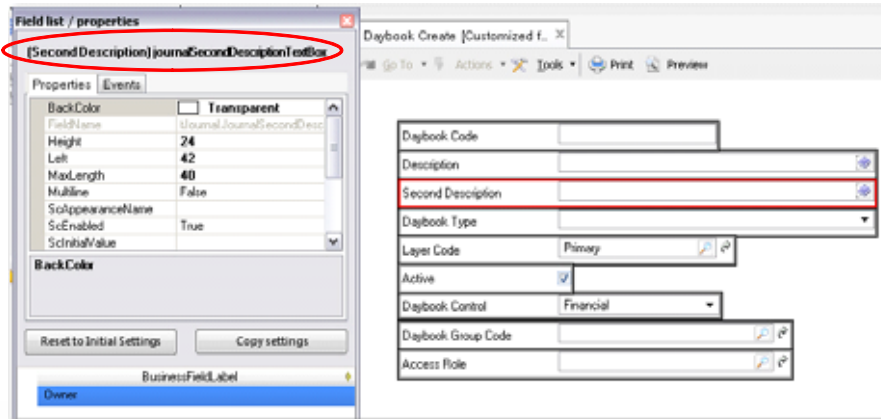 Field list / properties
(Second Description) journalSecondDescriptionTextBox
Properties Events
BackColor Transparent
FieldName tJournal.JournalSecondDesc
Height 24
Left 42
MaxLength 40
Multiline False
ScAppearanceName
ScEnabled True
ScInitialValue
BackColor
Reset to Initial Settings Copy settings
BusinessFieldLabel
Owner
Daybook Create [Customized f..
Go To Actions Tools Print Preview
Daybook Code
Description
Second Description
Daybook Type
Layer Code Primary
Active
Daybook Control Financial
Daybook Group Code
Access Role